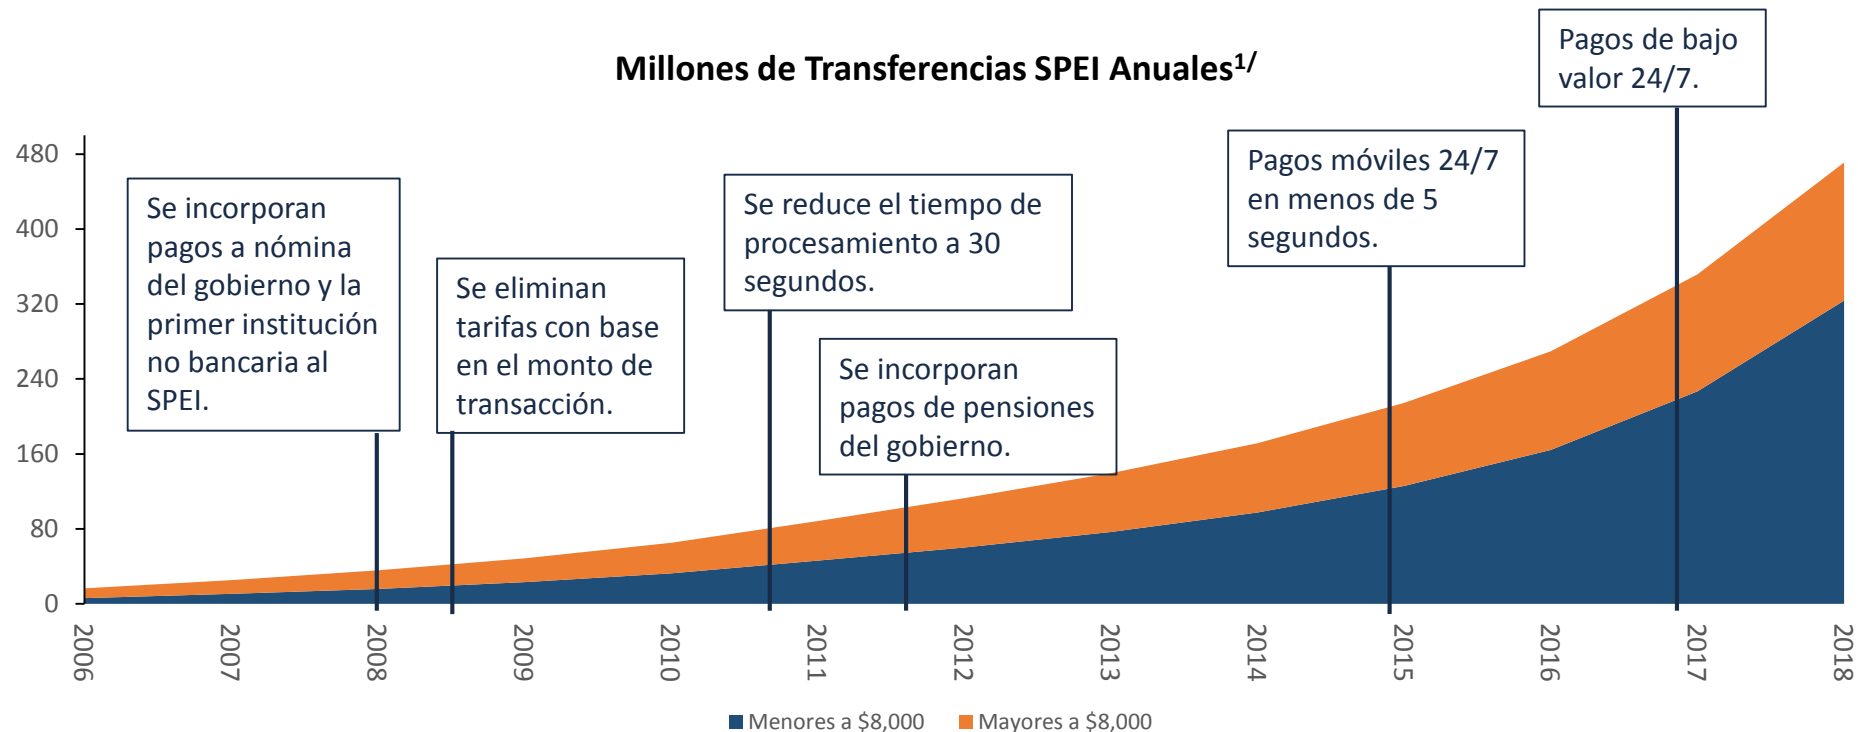 Millones de Transferencias SPEI Anuales1/
Pagos de bajo
valor 24/7.
Pagos móviles 24/7
en menos de 5
segundos.
Se reduce el tiempo de
procesamiento a 30
segundos.
Se incorporan
pagos a nómina
del gobierno y la
primer institución
no bancaria al
SPEI.
Se eliminan
tarifas con base
en el monto de
transacción.
Se incorporan
pagos de pensiones
del gobierno.
480
400
320
240
160
80
0
2006
2007
2008
2009
2010
2011
2012
2013
2014
2015
2016
2017
2018
Menores a $8,000
Mayores a $8,000